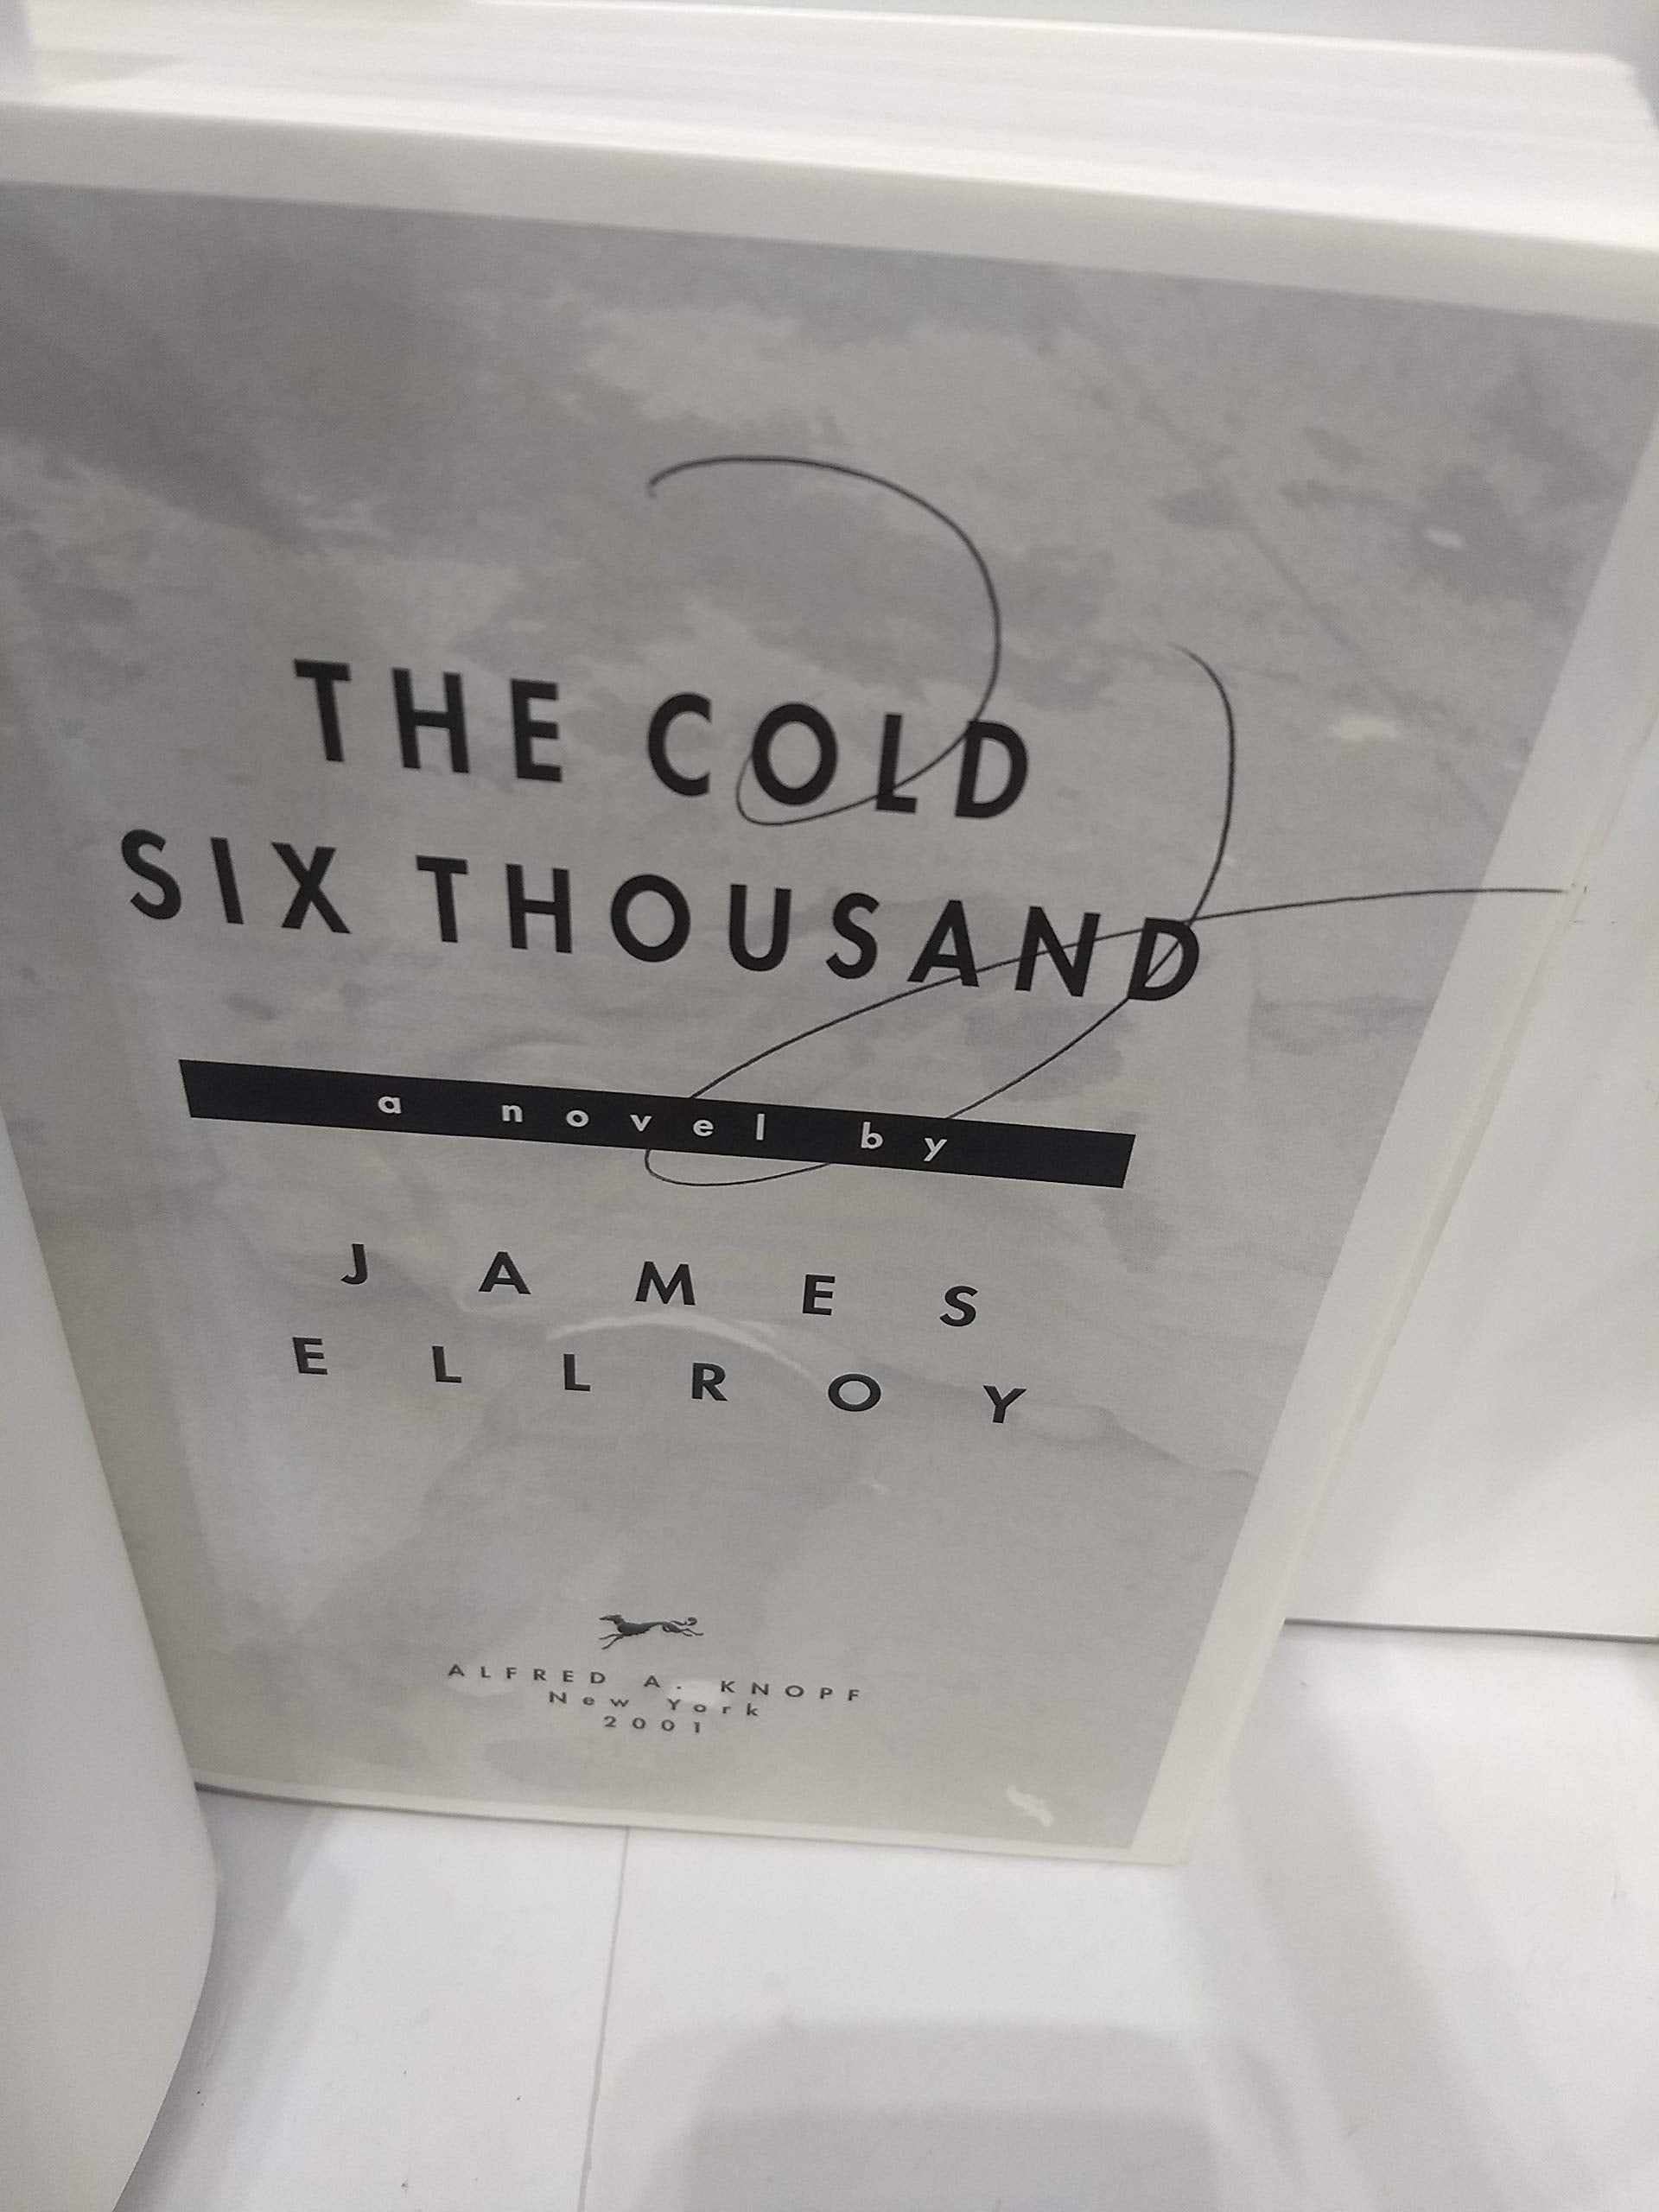 THE COLD
SIX THOUSAND
a novel by
JAMES
ELLROY
ALFRED A. KNOPF
New York
2001